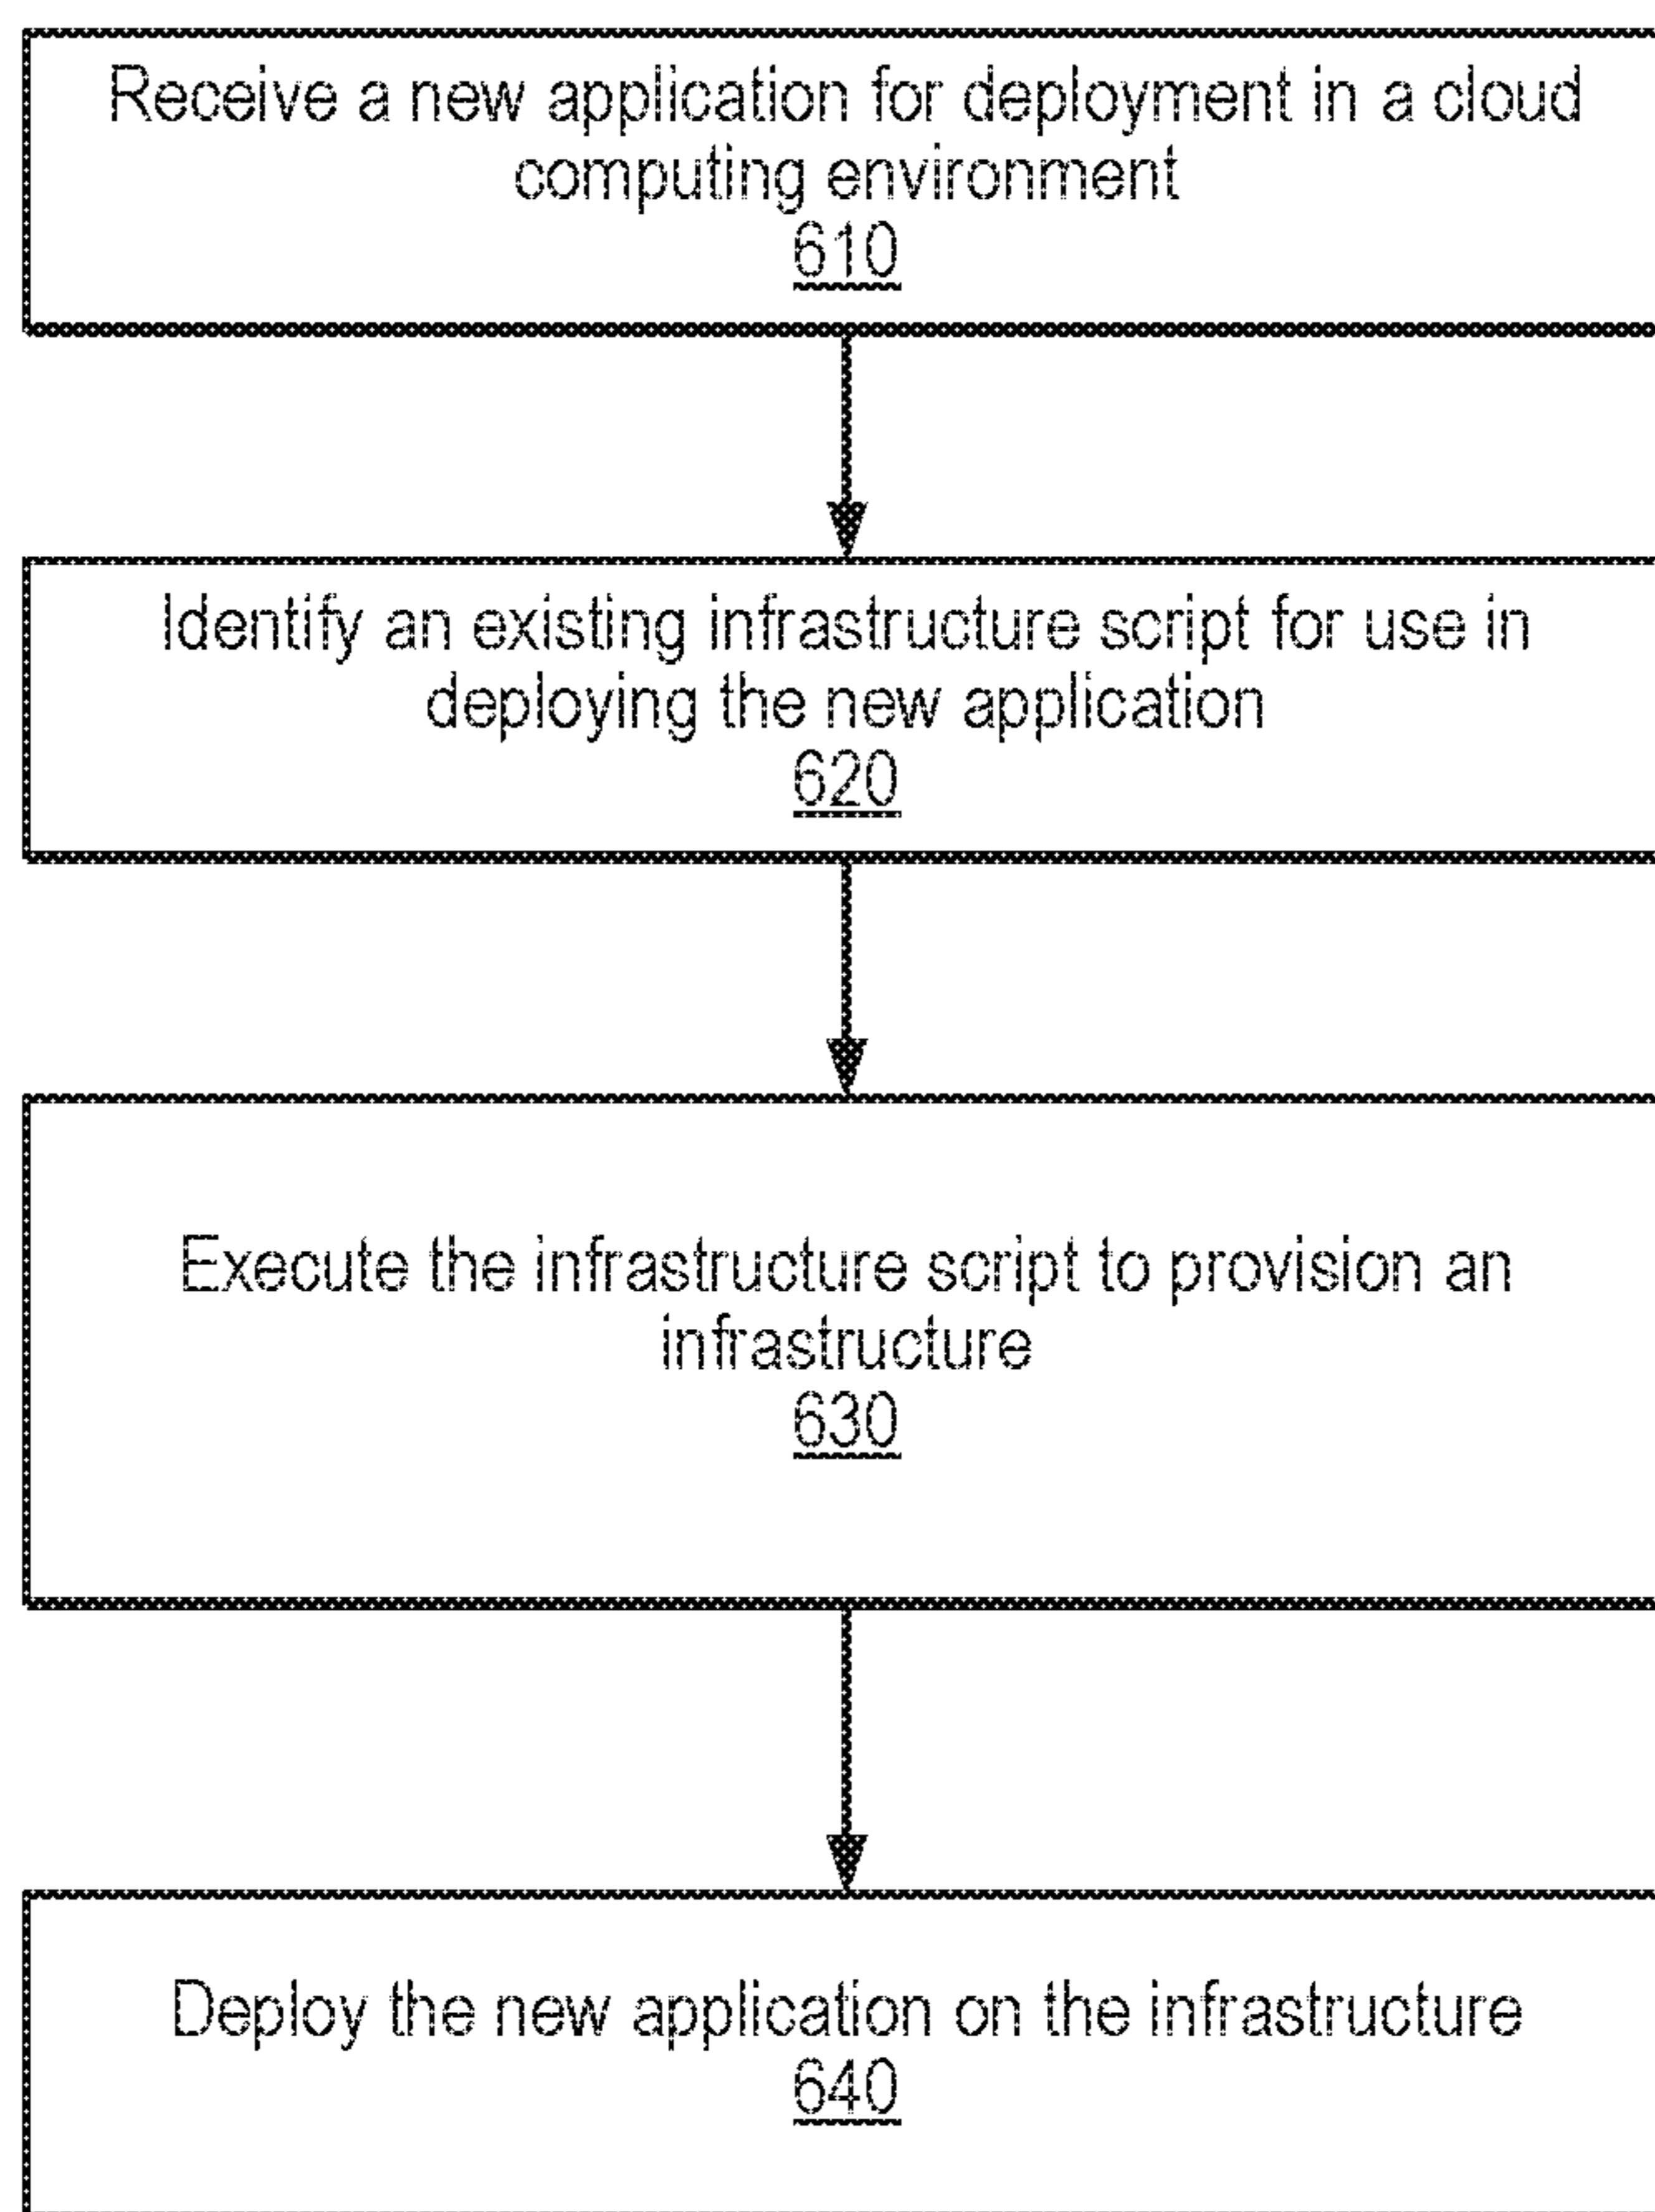 Receive a new application for deployment in a cloud
computing environment
610
Identify an existing infrastructure script for use in
deploying the new application
620
Execute the infrastructure script to provision an
infrastructure
630
Deploy the new application on the infrastructure
640